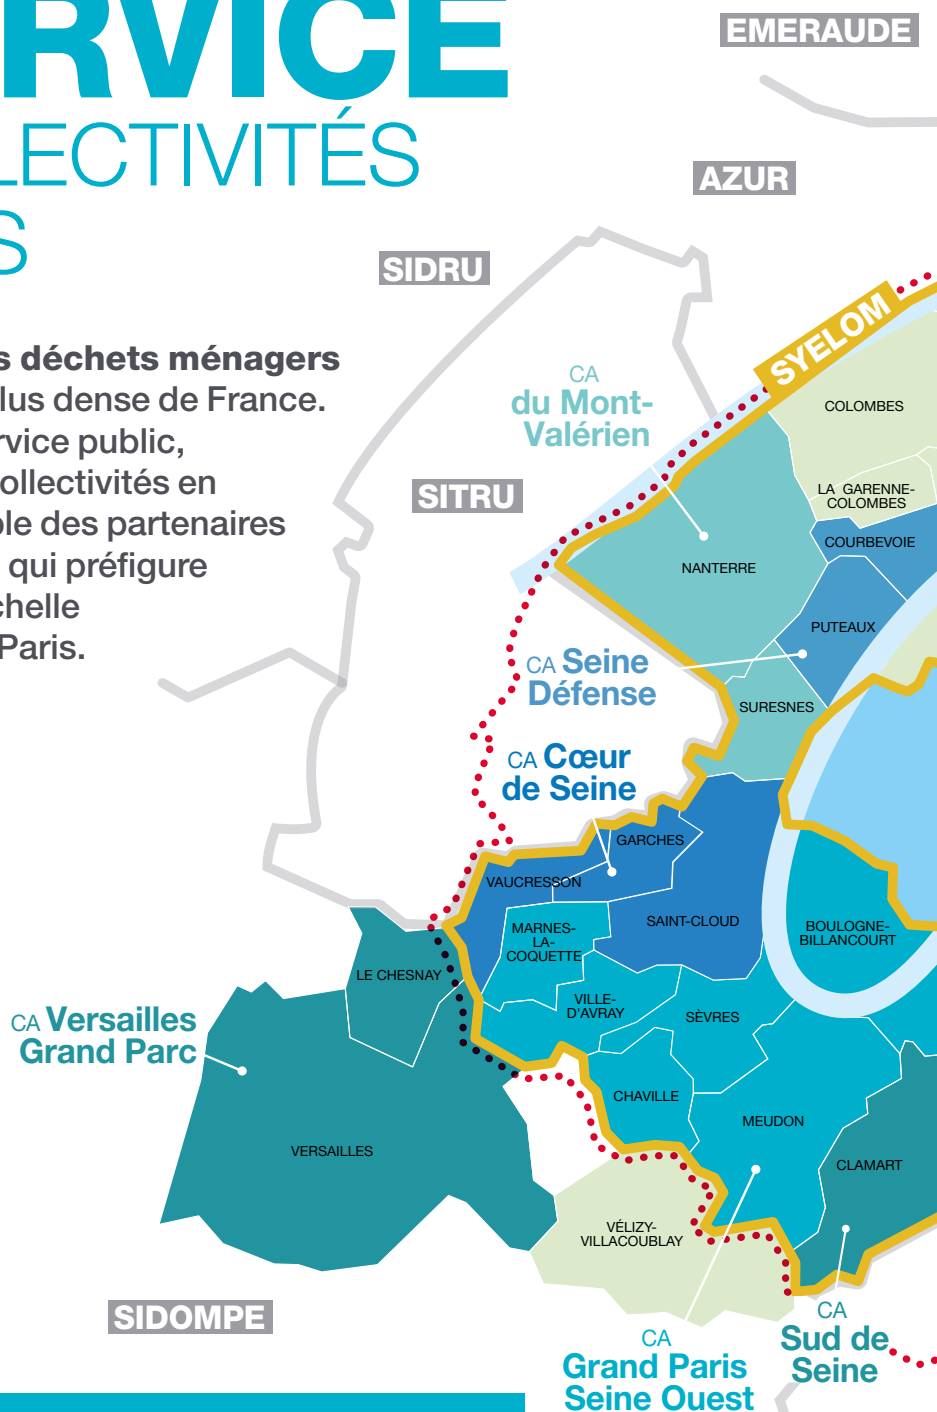 RVICE
LECTIVITÉS
S
s déchets ménagers
lus dense de France.
rvice public,
ollectivités en
ble des partenaires
qui préfigure
chelle
Paris.
EMERAUDE
AZUR
SIDRU
SYELOM
CA
du Mont-
Valérien
COLOMBES
SITRU
LA GARENNE-
COLOMBES
COURBEVOIE
NANTERRE
PUTEAUX
CA Seine
Défense
SURESNES
CA Cœur
de Seine
GARCHES
VAUCRESSON
SAINT-CLOUD
MARNES-
LA-
COQUETTE
BOULOGNE-
BILLANCOURT
LE CHESNAY
VILLE-
D'AVRAY
SÈVRES
CA Versailles
Grand Parc
CHAVILLE
MEUDON
VERSAILLES
CLAMART
VÉLIZY-
VILLACOUBLAY
SIDOMPE
CA
Sud de
Seine
CA
Grand Paris
Seine Ouest